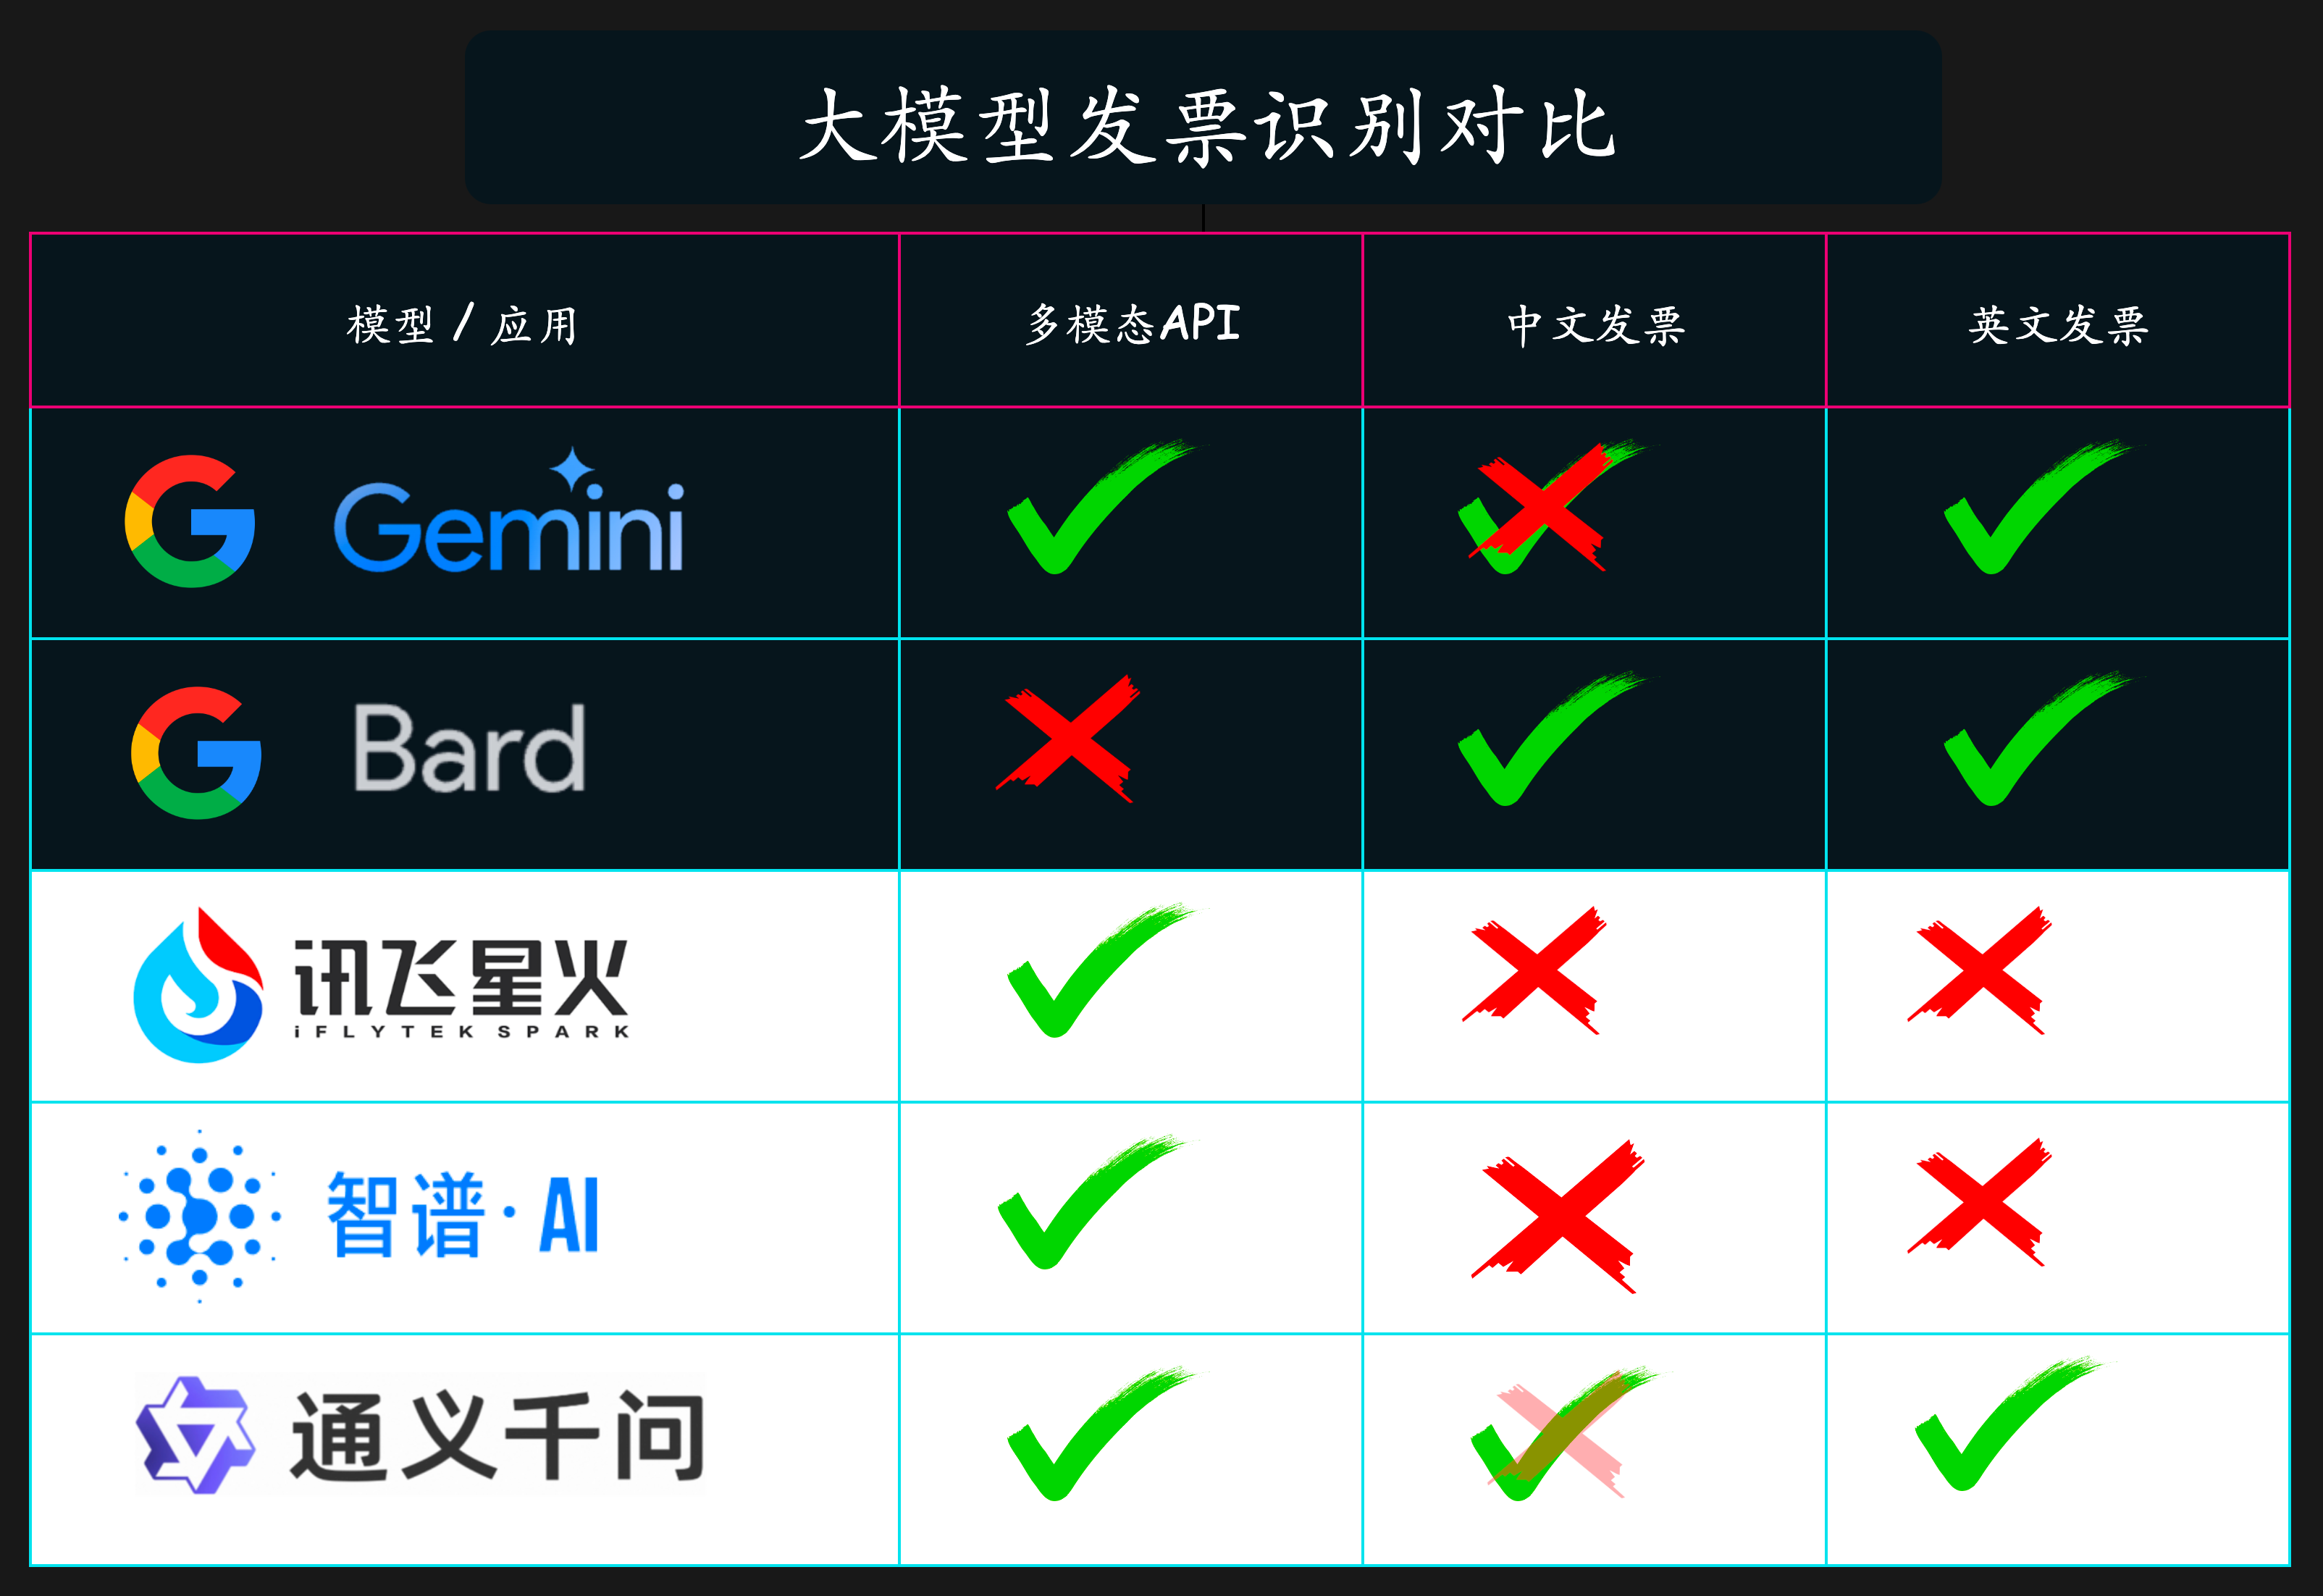 大模型发票识别对比
模型/应用 多模态API 中文发票 英文发票
G Gemini
G Bard
讯飞星火
iFLYTEK SPARK
智谱·AI
通义千问